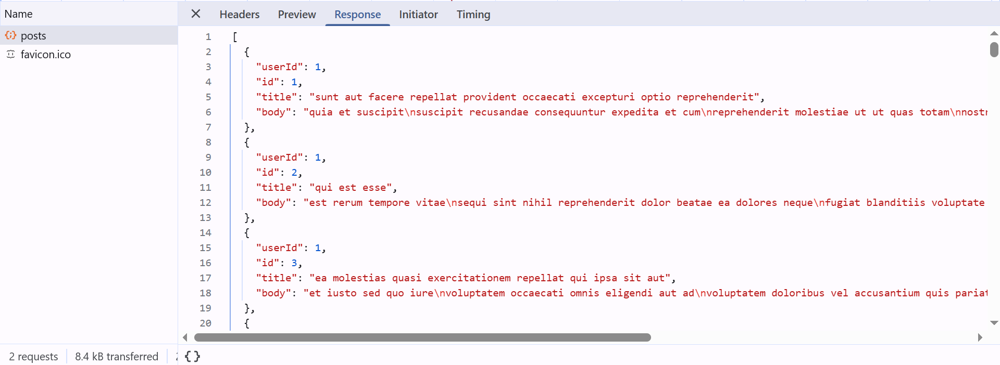 Name
posts
favicon.ico
2 requests
8.4 kB transferred
Headers
Preview
Response
Initiator
Timing
1 [
2 {
3 "userId": 1,
4 "id": 1,
5 "title": "sunt aut facere repellat provident occaecati excepturi optio reprehenderit",
6 "body": "quia et suscipit\nsuscipit recusandae consequuntur expedita et cum\nreprehenderit molestiae ut ut quas totam\nnostr
7 },
8 {
9 "userId": 1,
10 "id": 2,
11 "title": "qui est esse",
12 "body": "est rerum tempore vitae\nsequi sint nihil reprehenderit dolor beatae ea dolores neque\nfugiat blanditiis voluptate
13 },
14 {
15 "userId": 1,
16 "id": 3,
17 "title": "ea molestias quasi exercitationem repellat qui ipsa sit aut",
18 "body": "et iusto sed quo iure\nvoluptatem occaecati omnis eligendi aut ad\nvoluptatem doloribus vel accusantium quis pariat
19 },
20 {
{}